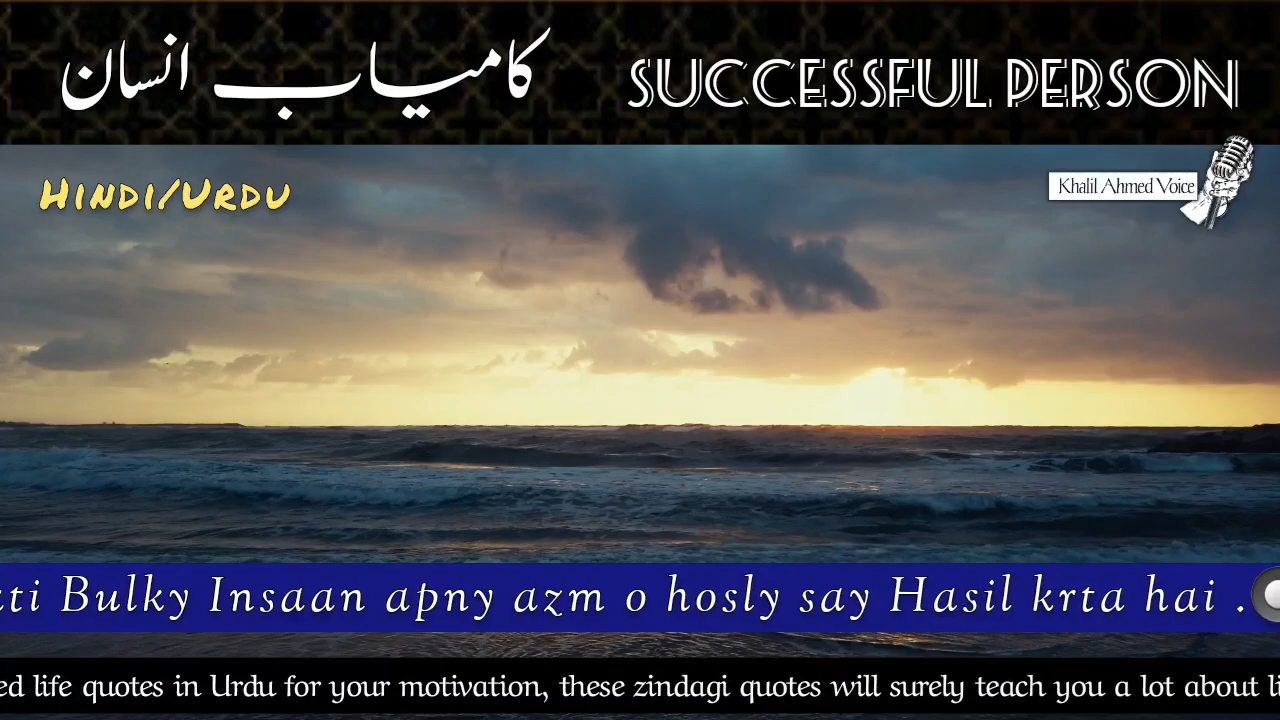 کامیاب انسان SUCCESSFUL PERSON
HINDI/URDU
Khalil Ahmed Voice
Bulky Insaan apny azm o hosly say Hasil krta hai .
life quotes in Urdu for your motivation, these zindagi quotes will surely teach you a lot about